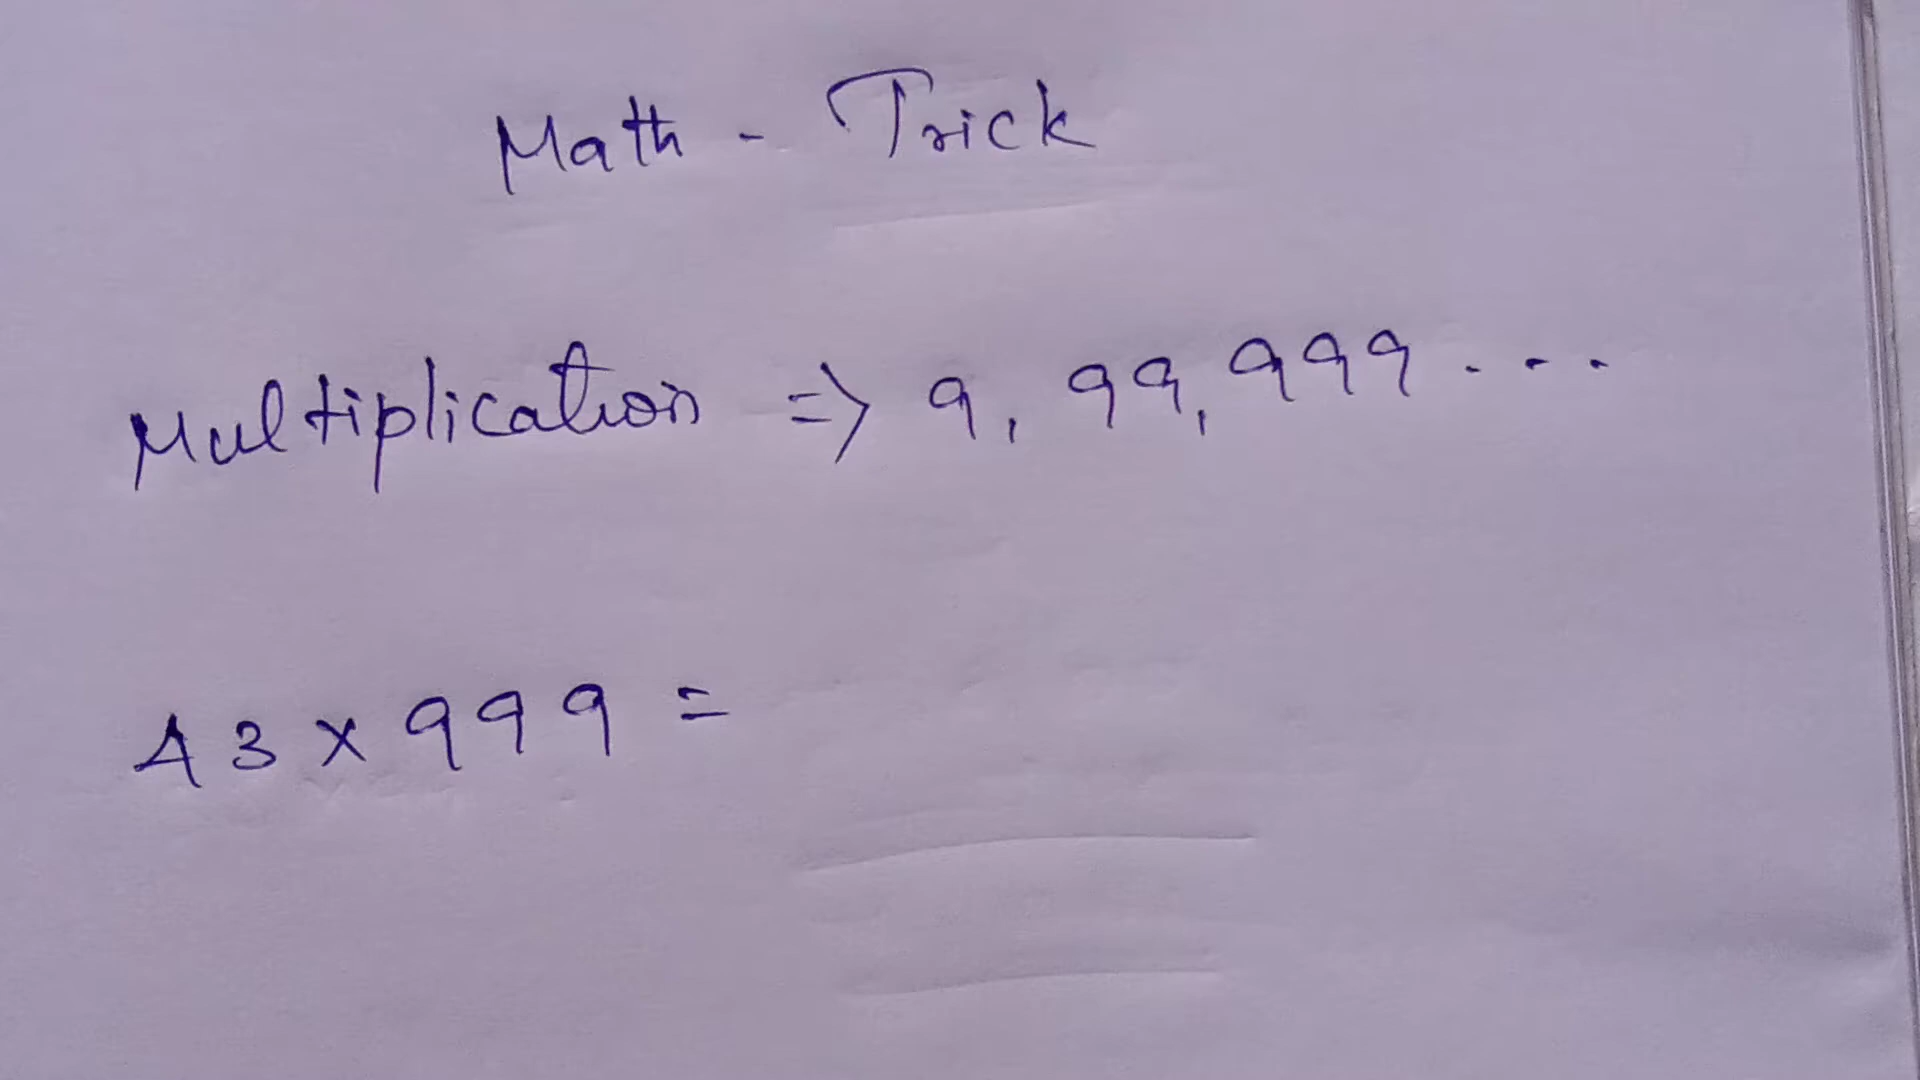 Math - Trick
Multiplication => 9, 99, 999...
43 x 999 =